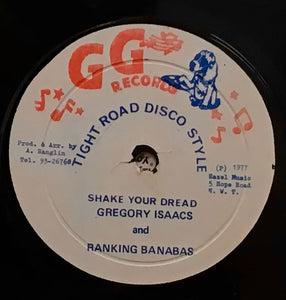 GG
RECORDS
TIGHT ROAD DISCO STYLE
Prod. & Arr. by
A. Ranglin
Tel. 93-26760
(P) 1977
Hazel Music
5 Hope Road
N. W. T.
SHAKE YOUR DREAD
GREGORY ISAACS
and
RANKING BANABAS